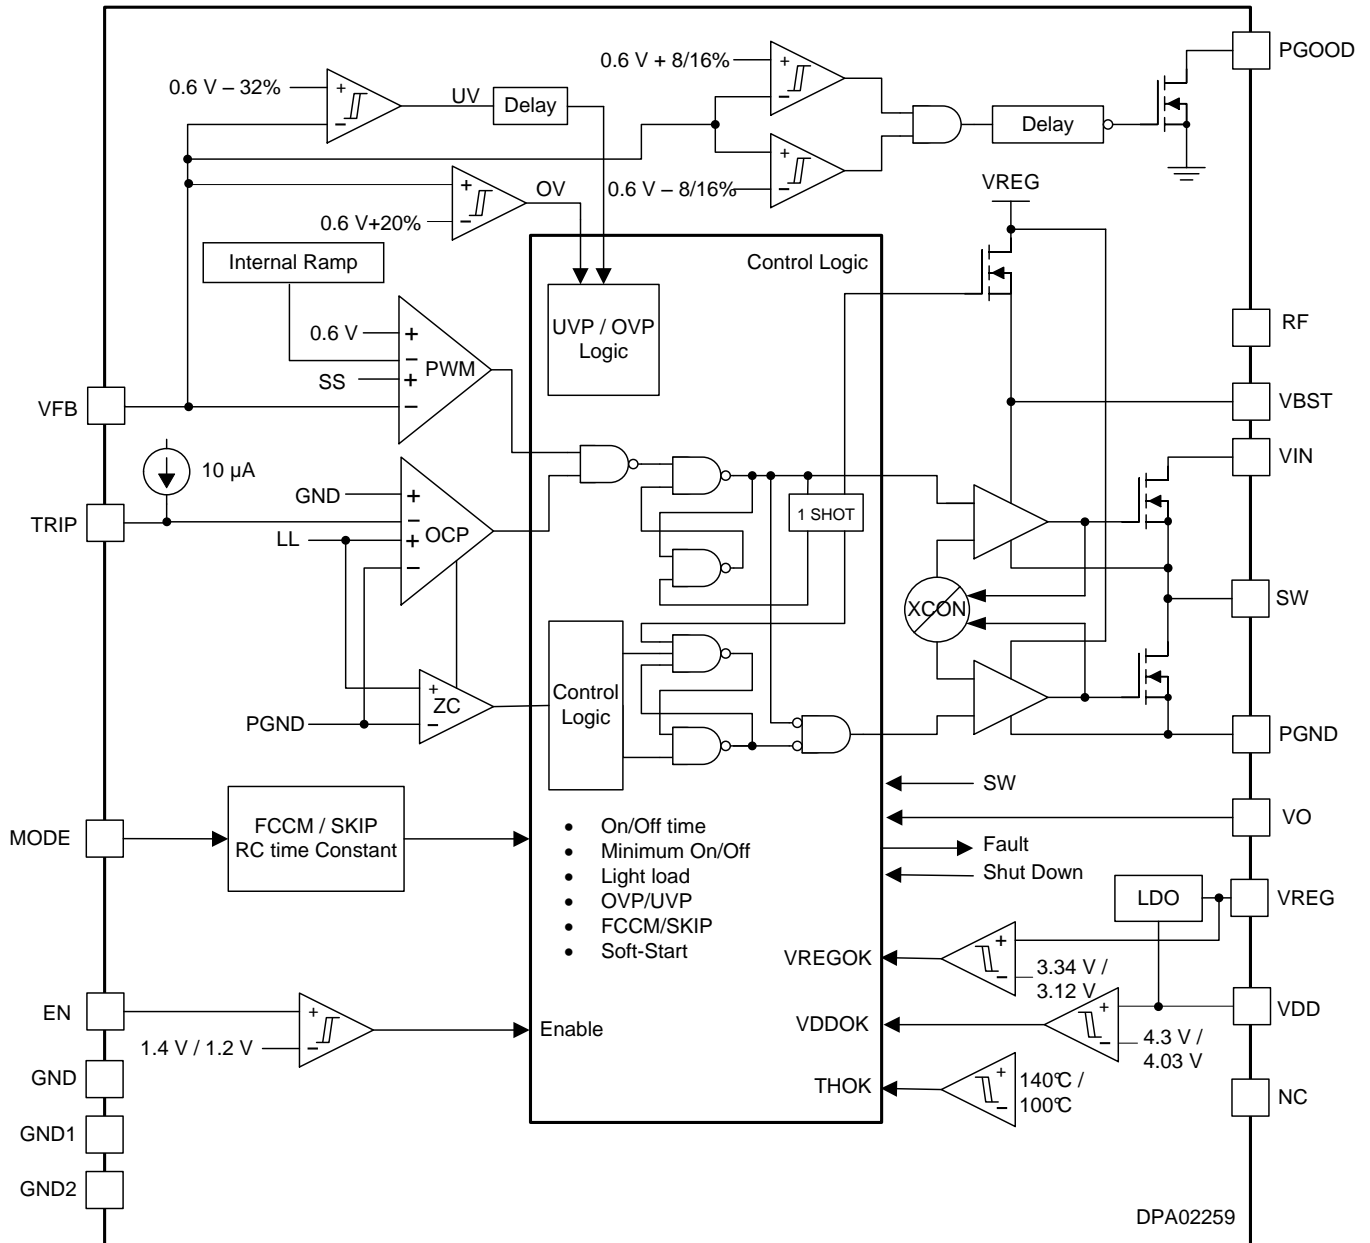 PGOOD
0.6 V + 8/16%
0.6 V – 32%
UV
Delay
Delay
0.6 V – 8/16%
VREG
OV
0.6 V+20%
Internal Ramp
Control Logic
0.6 V
PWM
SS
UVP / OVP
Logic
RF
VFB
VBST
10 µA
VIN
GND
TRIP
OCP
LL
1 SHOT
XCON
SW
Control
Logic
ZC
PGND
PGND
SW
VO
MODE
FCCM / SKIP
RC time Constant
• On/Off time
• Minimum On/Off
• Light load
• OVP/UVP
• FCCM/SKIP
• Soft-Start
Fault
Shut Down
LDO
VREG
VREGOK
3.34 V /
3.12 V
EN
Enable
1.4 V / 1.2 V
VDDOK
4.3 V /
4.03 V
VDD
GND
THOK
140°C /
100°C
NC
GND1
GND2
DPA02259